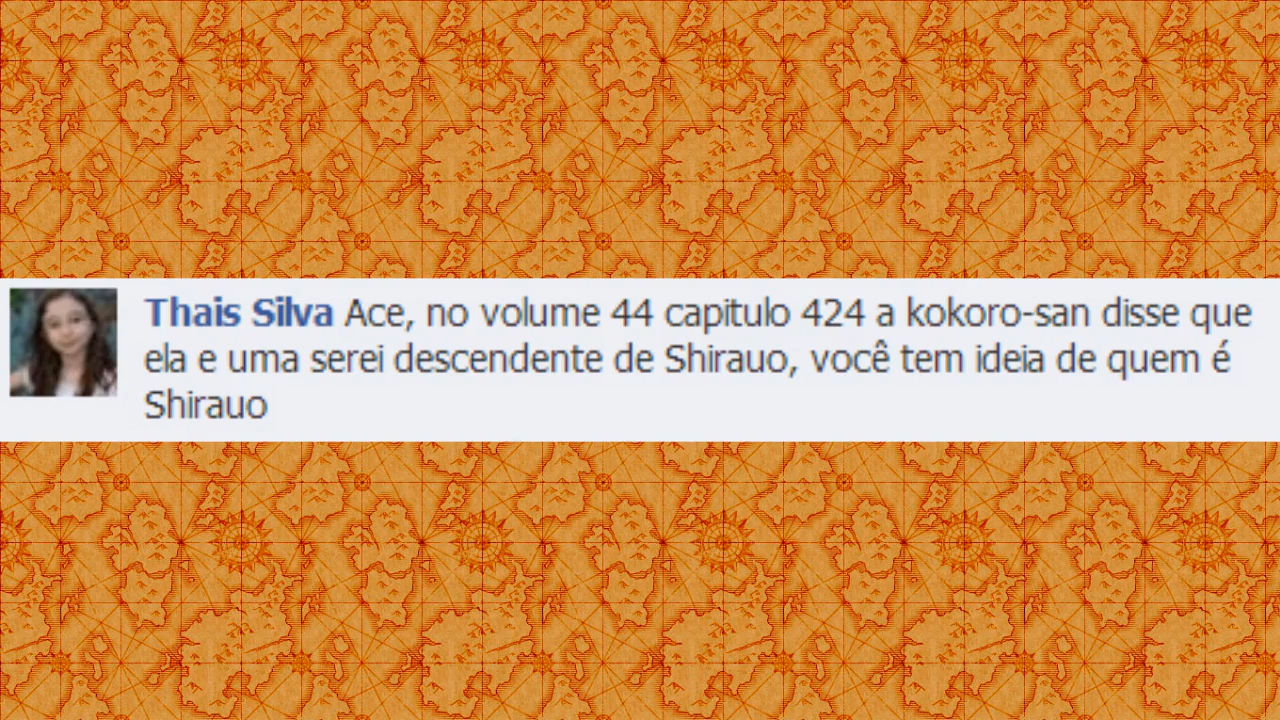 Thais Silva Ace, no volume 44 capitulo 424 a kokoro-san disse que
ela e uma serei descendente de Shirauo, você tem ideia de quem é
Shirauo